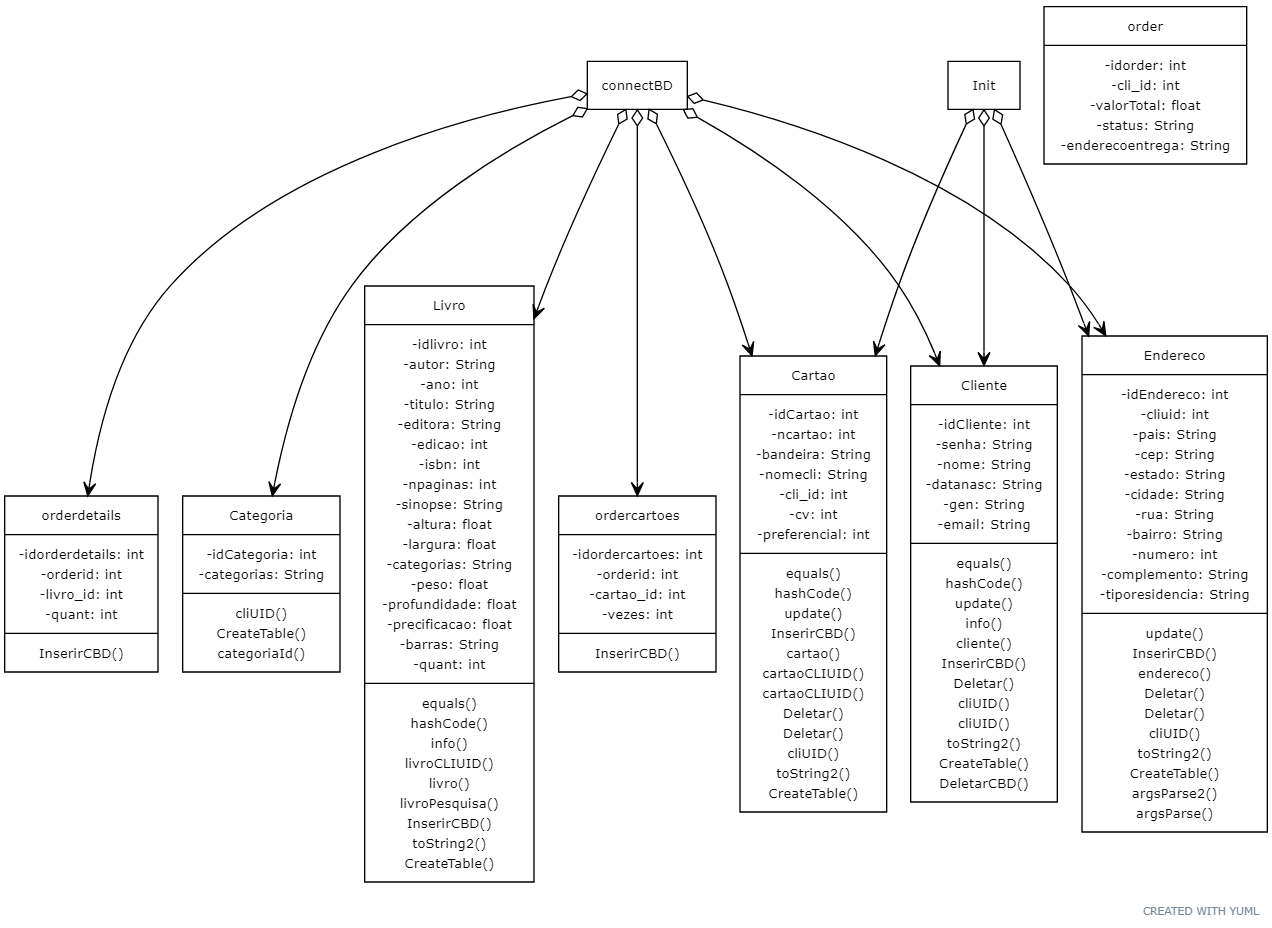 order
-idorder: int
-cli_id: int
-valorTotal: float
-status: String
-enderecoentrega: String
connectBD
Init
orderdetails
-idorderdetails: int
-orderid: int
-livro_id: int
-quant: int
InserirCBD()
Categoria
-idCategoria: int
-categorias: String
cliUID()
CreateTable()
categoriaId()
Livro
-idlivro: int
-autor: String
-ano: int
-titulo: String
-editora: String
-edicao: int
-isbn: int
-npaginas: int
-sinopse: String
-altura: float
-largura: float
-categorias: String
-peso: float
-profundidade: float
-precificacao: float
-barras: String
-quant: int
equals()
hashCode()
info()
livroCLIUID()
livro()
livroPesquisa()
InserirCBD()
toString2()
CreateTable()
ordercartoes
-idordercartoes: int
-orderid: int
-cartao_id: int
-vezes: int
InserirCBD()
Cartao
-idCartao: int
-ncartao: int
-bandeira: String
-nomecli: String
-cli_id: int
-cv: int
-preferencial: int
equals()
hashCode()
update()
InserirCBD()
cartao()
cartaoCLIUID()
cartaoCLIUID()
Deletar()
Deletar()
cliUID()
toString2()
CreateTable()
Cliente
-idCliente: int
-senha: String
-nome: String
-datanasc: String
-gen: String
-email: String
equals()
hashCode()
update()
info()
cliente()
InserirCBD()
Deletar()
cliUID()
cliUID()
toString2()
CreateTable()
DeletarCBD()
Endereco
-idEndereco: int
-cliuid: int
-pais: String
-cep: String
-estado: String
-cidade: String
-rua: String
-bairro: String
-numero: int
-complemento: String
-tiporesidencia: String
update()
InserirCBD()
endereco()
Deletar()
Deletar()
cliUID()
toString2()
CreateTable()
argsParse2()
argsParse()
CREATED WITH YUML